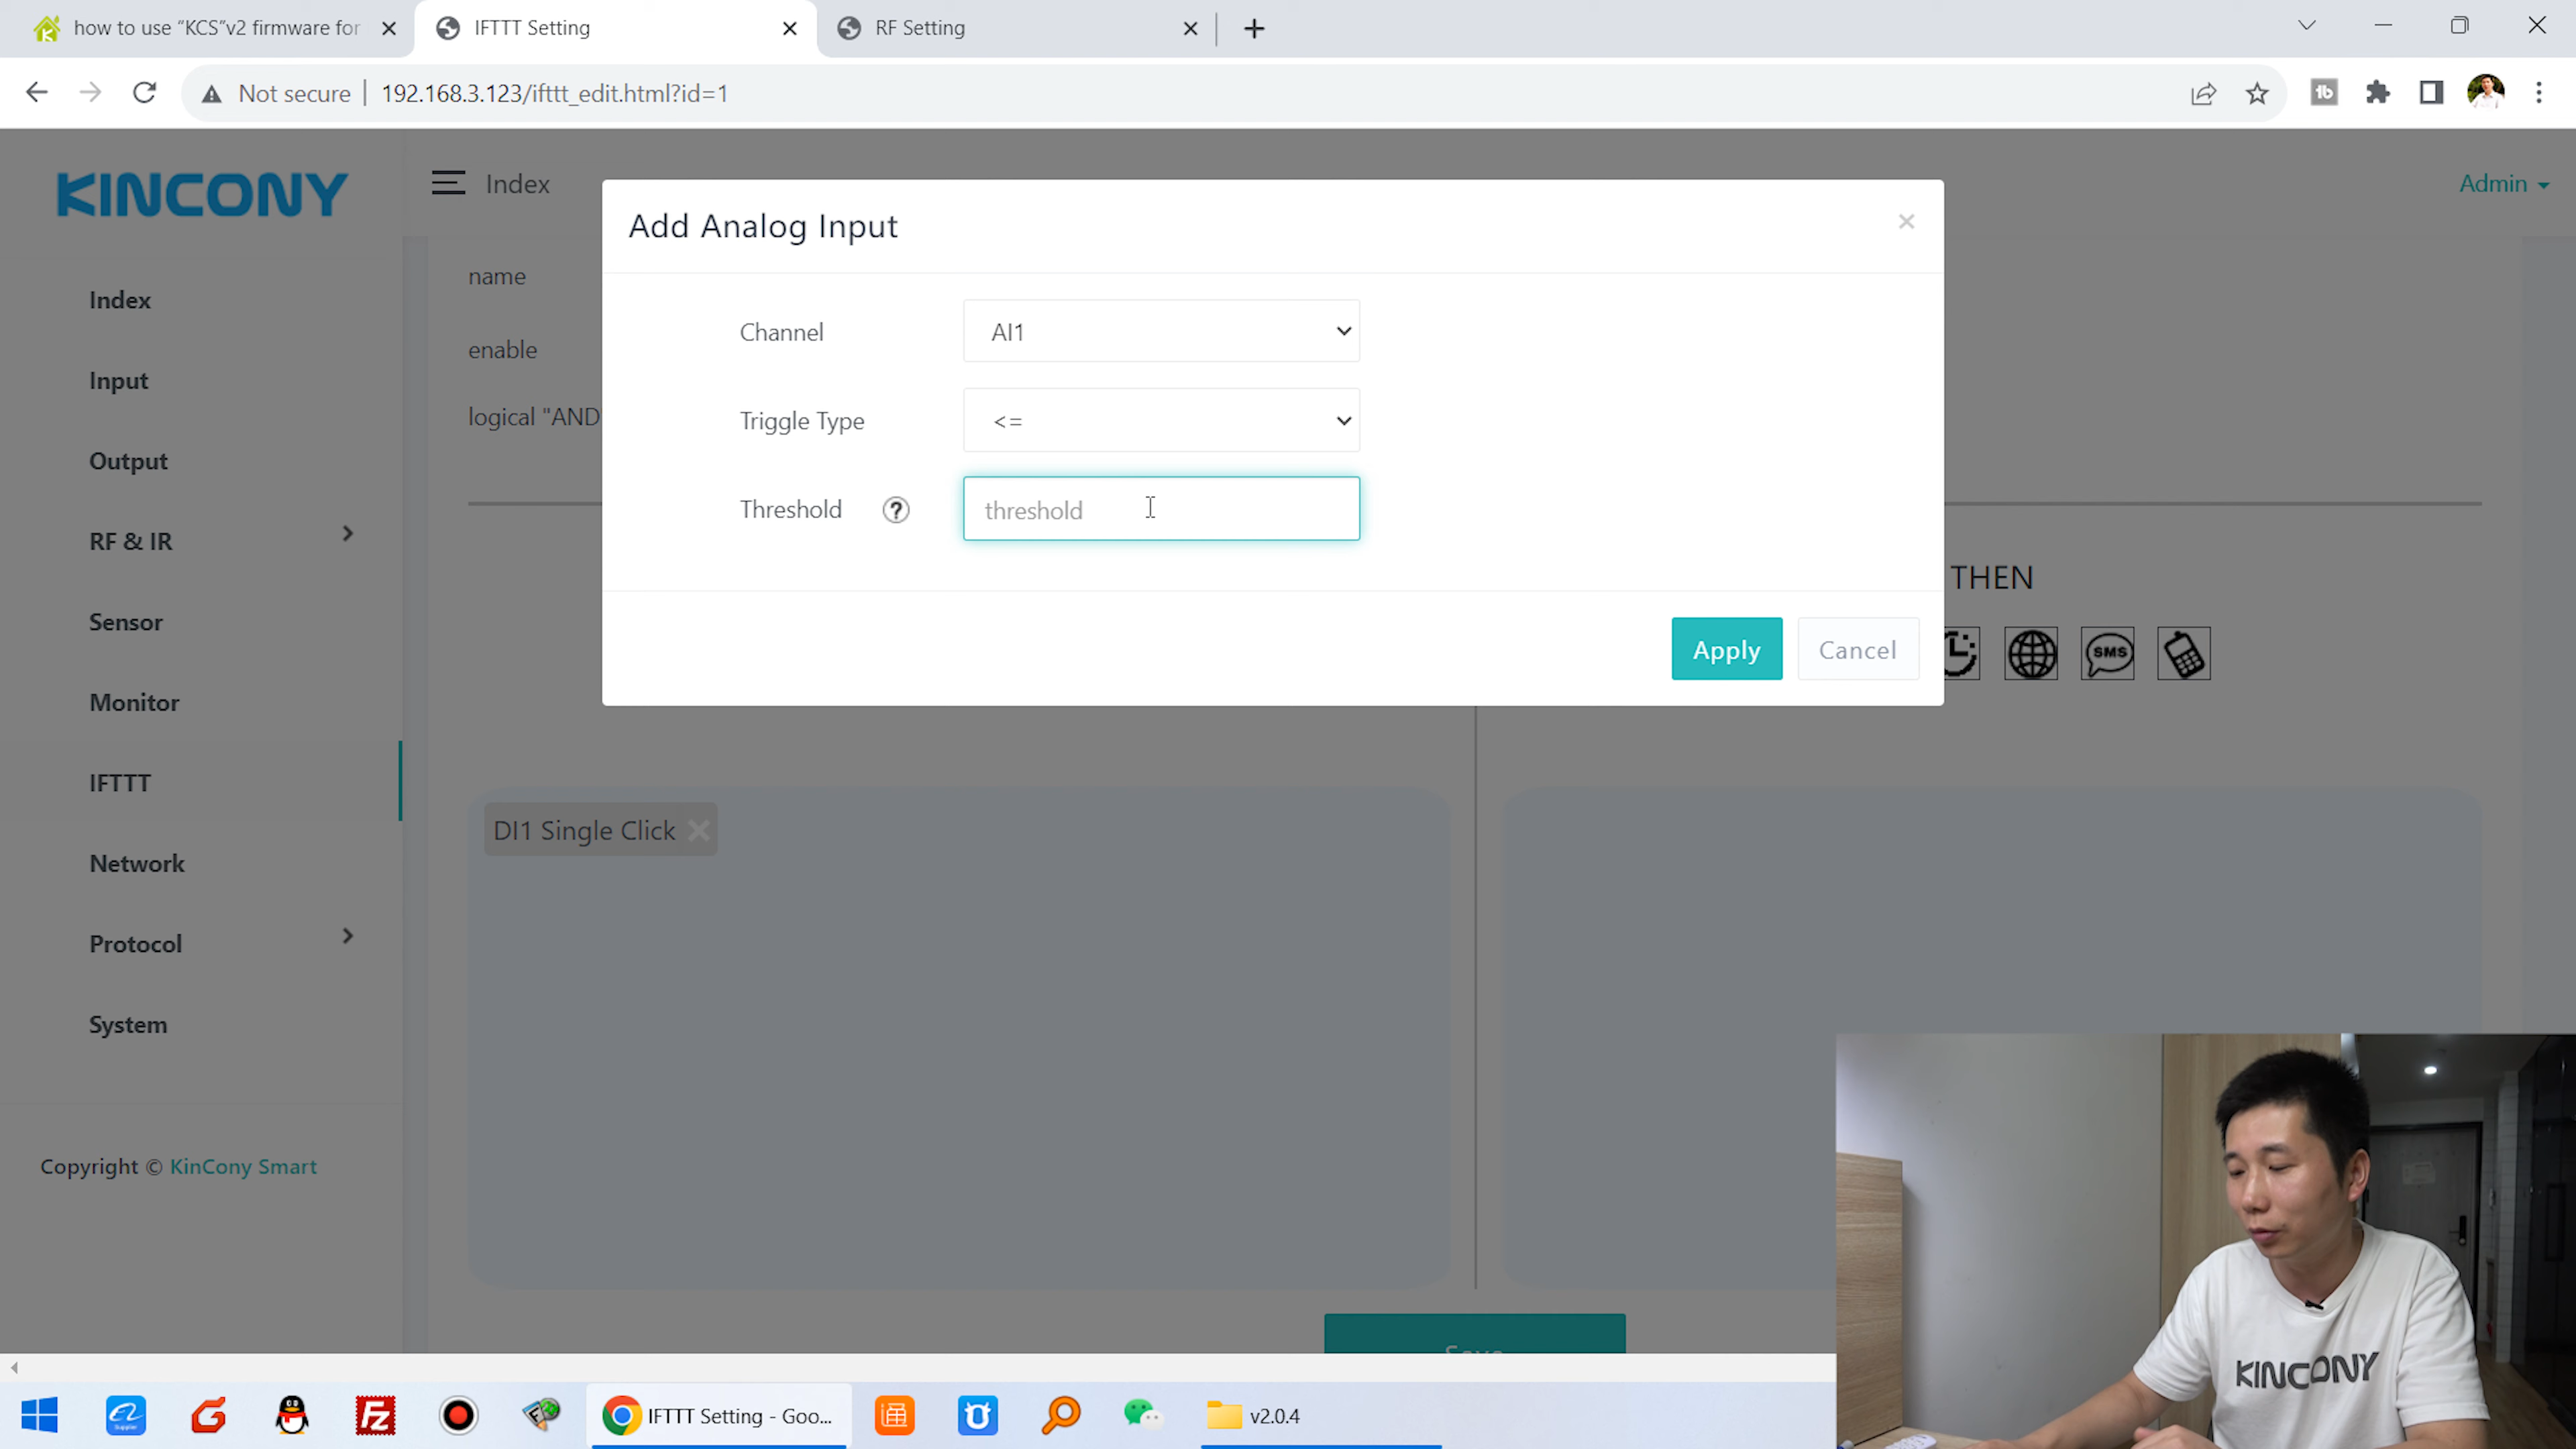 how to use “KCS”v2 firmware for
IFTTT Setting
RF Setting
Not secure
192.168.3.123/ifttt_edit.html?id=1
KINCONY
Index
Admin
Index
Input
Output
RF & IR
Sensor
Monitor
IFTTT
Network
Protocol
System
Copyright © KinCony Smart
name
enable
logical "AND
Add Analog Input
×
Channel
AI1
Triggle Type
<=
Threshold
?
threshold
Apply
Cancel
THEN
SMS
DI1 Single Click
Save
KINCONY
IFTTT Setting - Goo...
v2.0.4